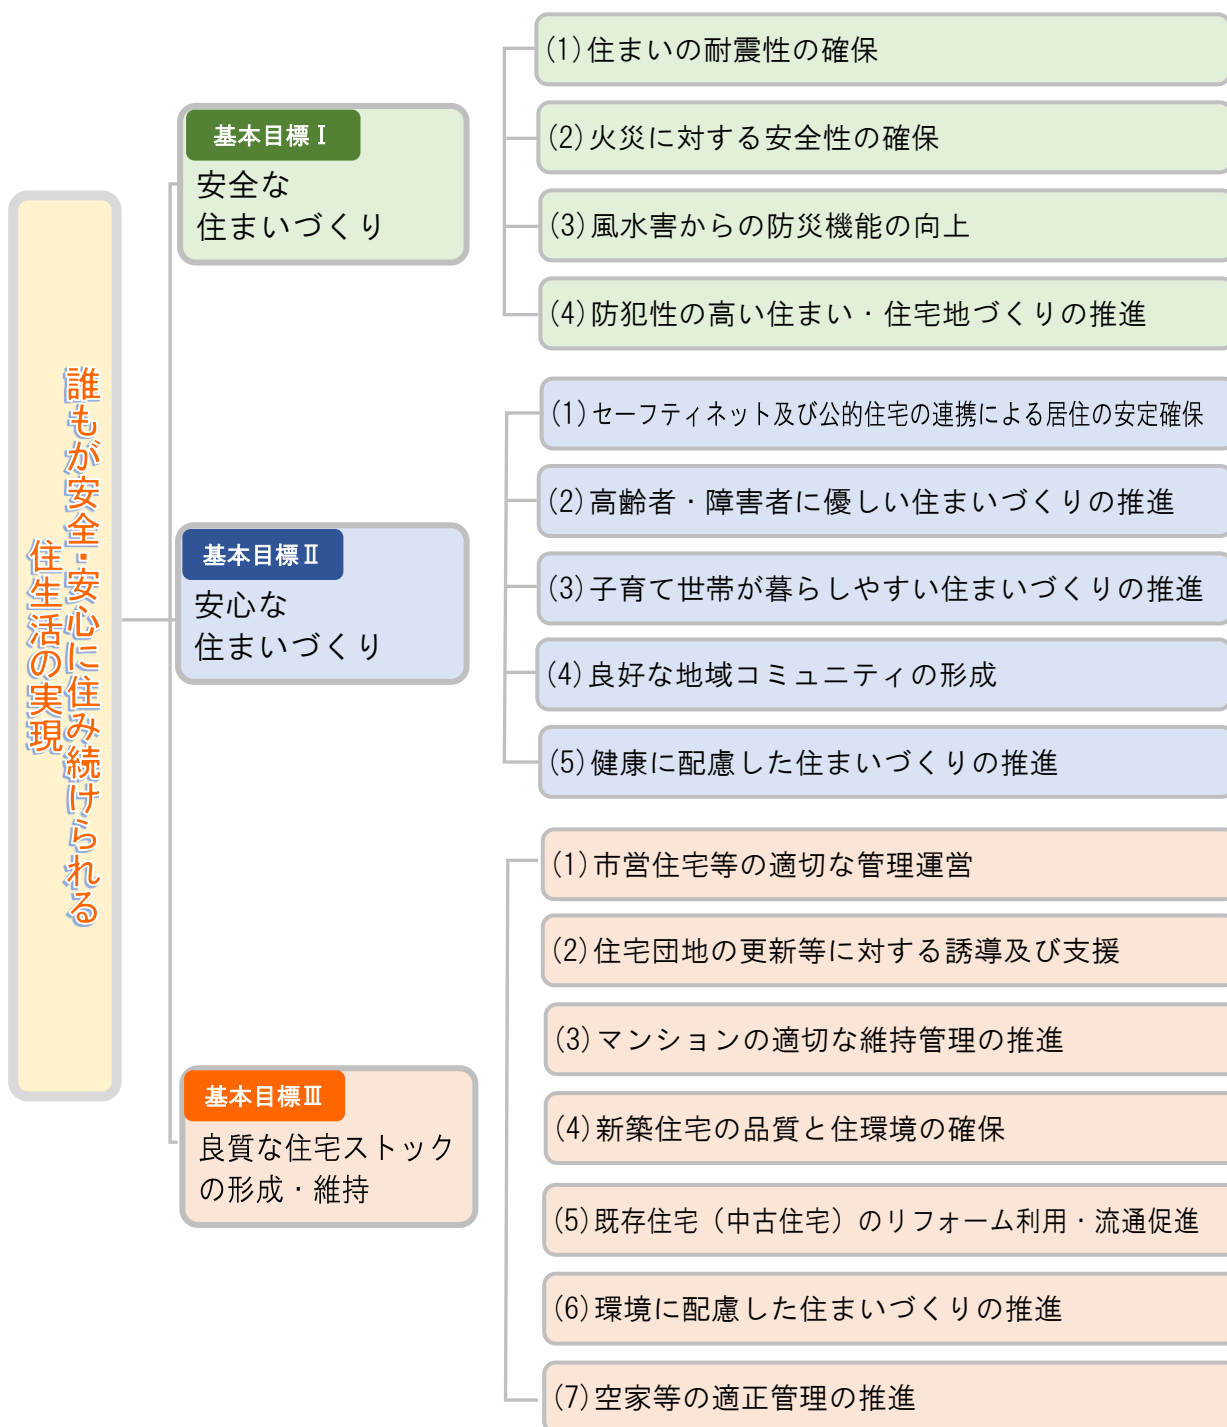 誰もが安全・安心に住み続けられる
住生活の実現
基本目標Ⅰ
安全な
住まいづくり
(1)住まいの耐震性の確保
(2)火災に対する安全性の確保
(3)風水害からの防災機能の向上
(4)防犯性の高い住まい・住宅地づくりの推進
基本目標Ⅱ
安心な
住まいづくり
(1)セーフティネット及び公的住宅の連携による居住の安定確保
(2)高齢者・障害者に優しい住まいづくりの推進
(3)子育て世帯が暮らしやすい住まいづくりの推進
(4)良好な地域コミュニティの形成
(5)健康に配慮した住まいづくりの推進
基本目標Ⅲ
良質な住宅ストック
の形成・維持
(1)市営住宅等の適切な管理運営
(2)住宅団地の更新等に対する誘導及び支援
(3)マンションの適切な維持管理の推進
(4)新築住宅の品質と住環境の確保
(5)既存住宅（中古住宅）のリフォーム利用・流通促進
(6)環境に配慮した住まいづくりの推進
(7)空家等の適正管理の推進